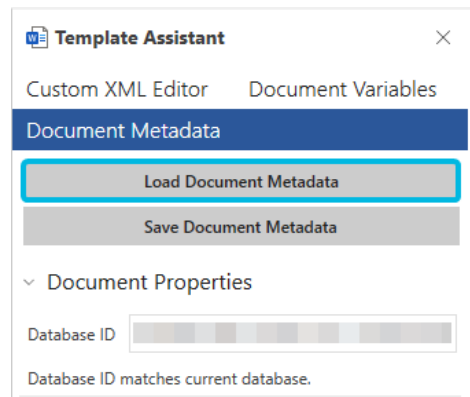 Template Assistant
Custom XML Editor Document Variables
Document Metadata
Load Document Metadata
Save Document Metadata
Document Properties
Database ID
Database ID matches current database.